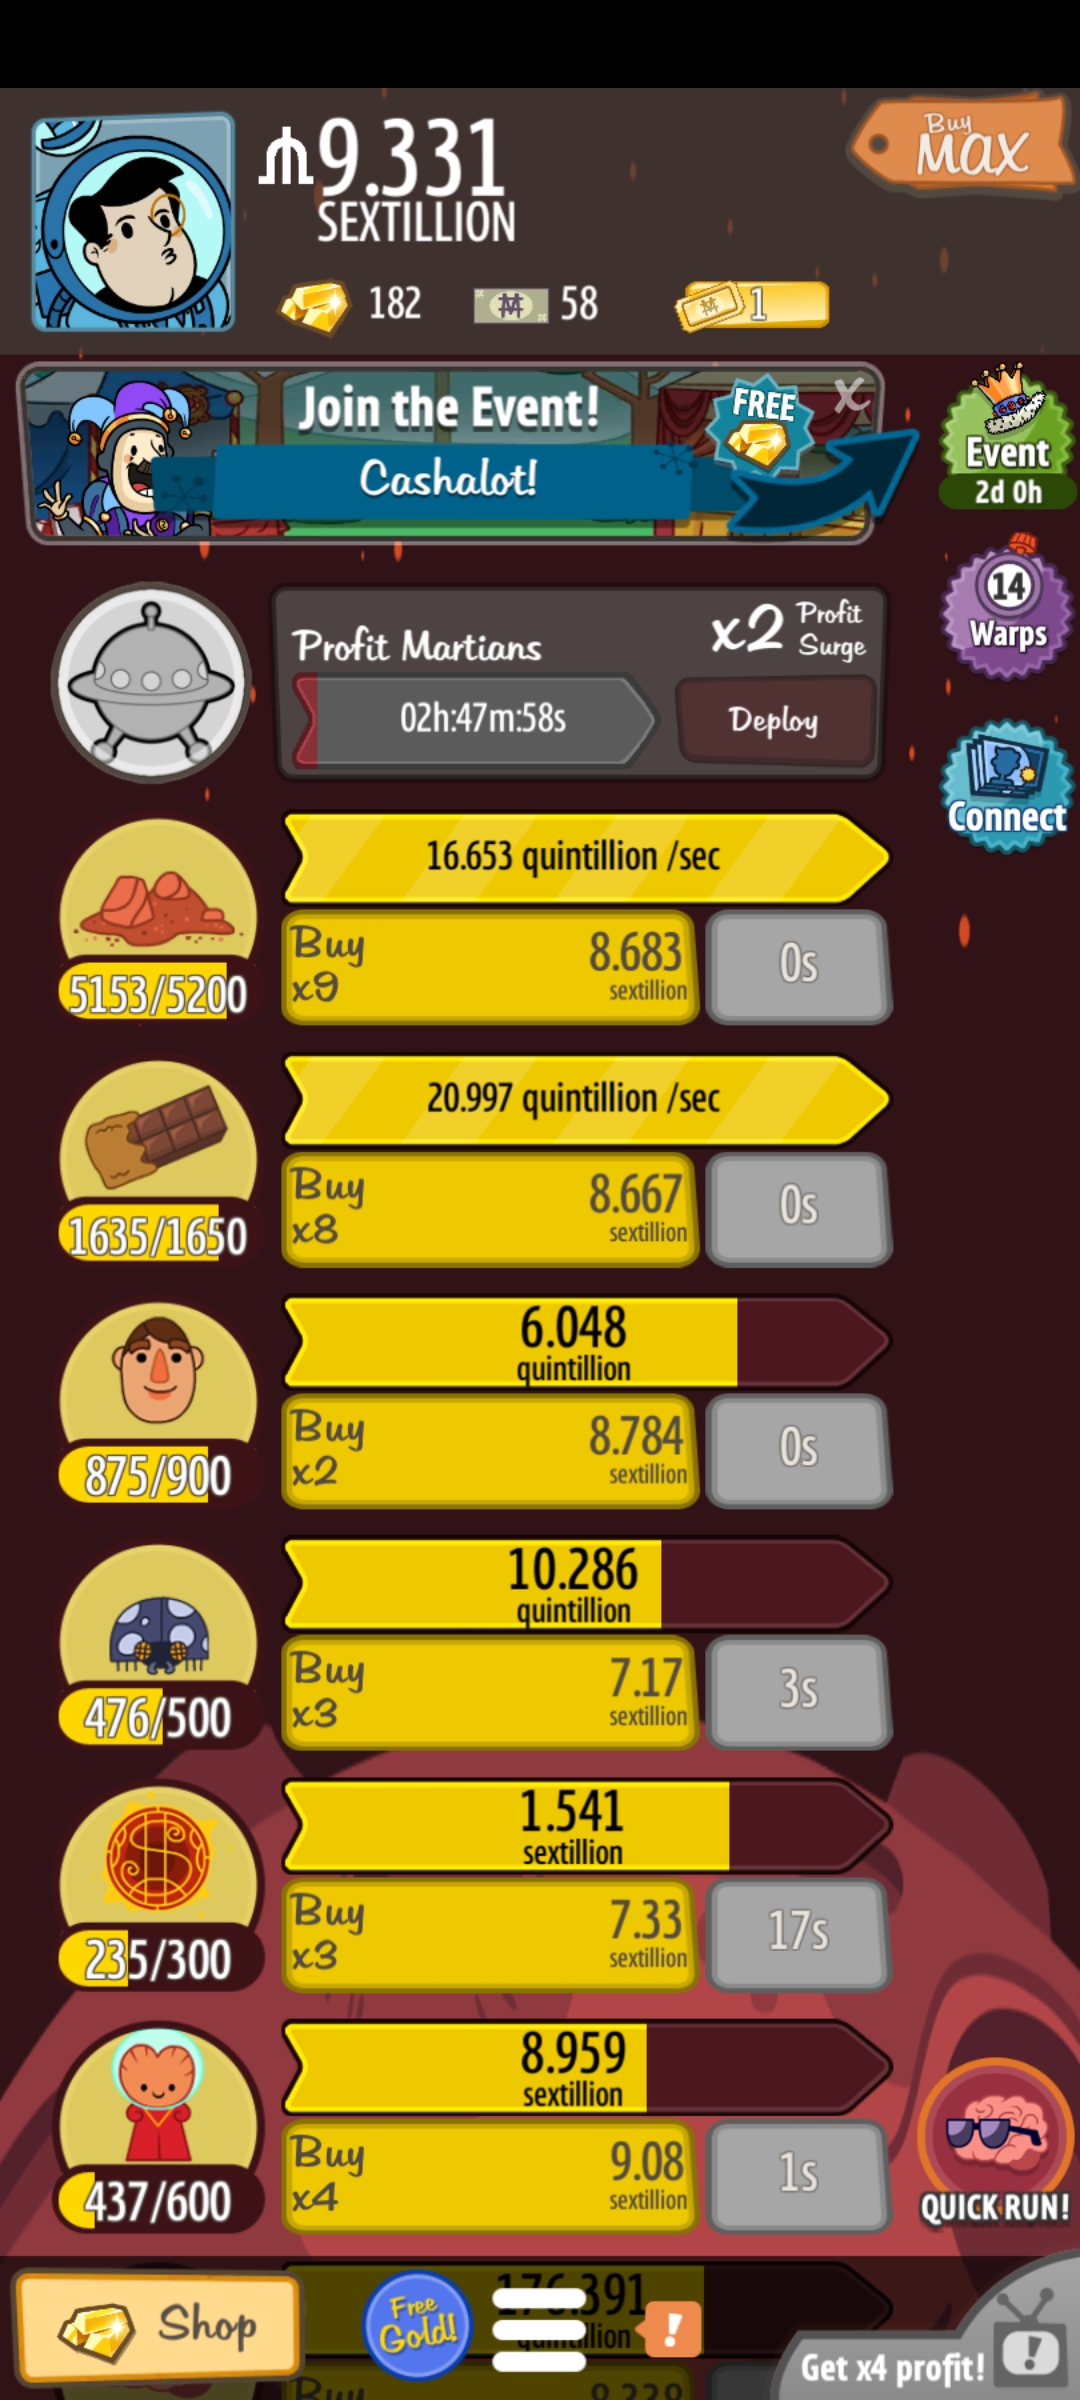 Buy
MAX
9.331
SEXTILLION
182
58
1
Join the Event!
FREE
X
Cashalot!
Event
2d 0h
14
Warps
Connect
Profit Martians
x2 Profit Surge
02h:47m:58s
Deploy
16.653 quintillion /sec
Buy x9
8.683 sextillion
0s
5153/5200
20.997 quintillion /sec
Buy x8
8.667 sextillion
0s
1635/1650
6.048
quintillion
Buy x2
8.784 sextillion
0s
875/900
10.286
quintillion
Buy x3
7.17 sextillion
3s
476/500
1.541
sextillion
Buy x3
7.33 sextillion
17s
235/300
8.959
sextillion
Buy x4
9.08 sextillion
1s
437/600
QUICK RUN!
176.391
quintillion
Shop
Free
Gold!
!
Get x4 profit!
!
Buy